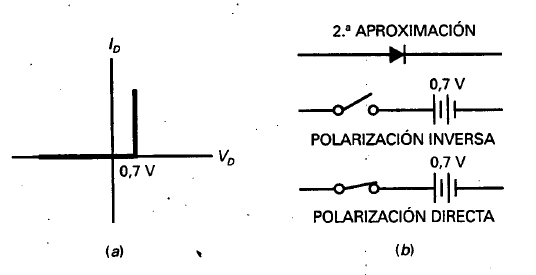 I_D
V_D
0,7 V
(a)
2.ª APROXIMACIÓN
0,7 V
POLARIZACIÓN INVERSA
0,7 V
POLARIZACIÓN DIRECTA
(b)